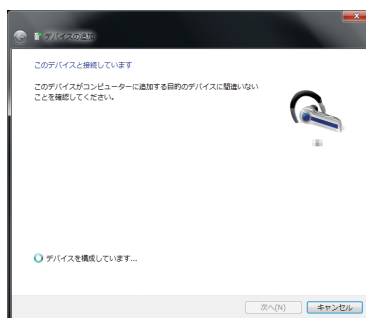 デバイスの追加
このデバイスと接続しています
このデバイスがコンピューターに追加する目的のデバイスに間違いない
ことを確認してください。
デバイスを構成しています...
次へ(N)
キャンセル